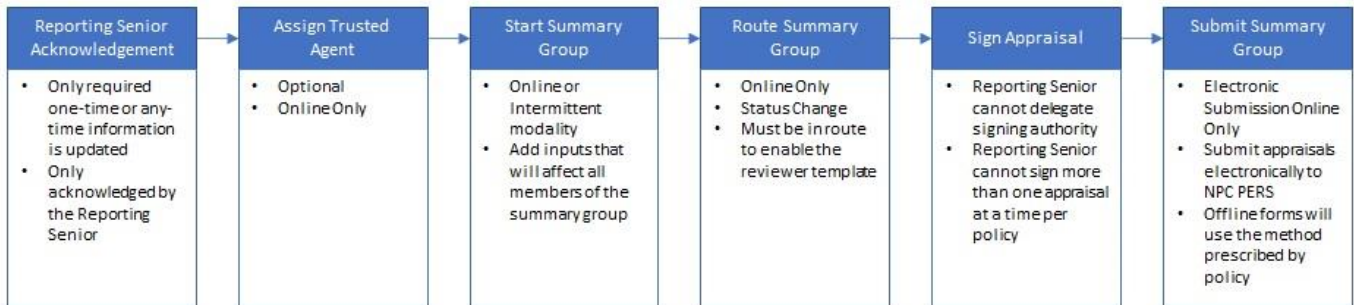 Reporting Senior
Acknowledgement
• Only required
one-time or any-
time information
is updated
• Only
acknowledged by
the Reporting
Senior
Assign Trusted
Agent
• Optional
• Online Only
Start Summary
Group
• Online or
Intermittent
modality
• Add inputs that
will affect all
members of the
summary group
Route Summary
Group
• Online Only
• Status Change
• Must be in route
to enable the
reviewer template
Sign Appraisal
• Reporting Senior
cannot delegate
signing authority
• Reporting Senior
cannot sign more
than one appraisal
at a time per
policy
Submit Summary
Group
• Electronic
Submission Online
Only
• Submit appraisals
electronically to
NPC PERS
• Offline forms will
use the method
prescribed by
policy